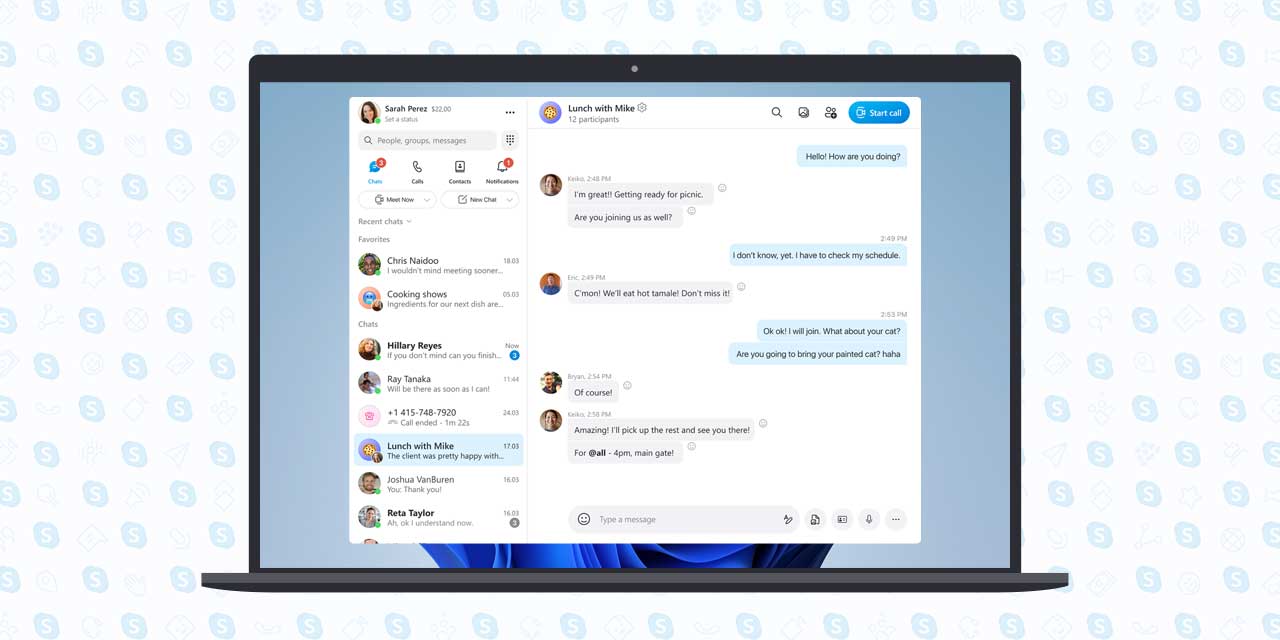 Sarah Perez $22,00
Set a status
People, groups, messages
3
1
Chats
Calls
Contacts
Notifications
Meet Now
New Chat
Recent chats
Favorites
Chris Naidoo 18.03
I wouldn't mind meeting sooner...
Cooking shows 05.03
Ingredients for our next dish are...
Chats
Hillary Reyes Now
If you don't mind can you finish... 3
Ray Tanaka 11:44
Will be there as soon as I can!
+1 415-748-7920 24.03
Call ended - 1m 22s
Lunch with Mike 17.03
The client was pretty happy with...
Joshua VanBuren 16.03
You: Thank you!
Reta Taylor 16.03
Ah, ok I understand now. 3
Lunch with Mike
12 participants
Start call
Hello! How are you doing?
Keiko, 2:48 PM
I'm great!! Getting ready for picnic.
Are you joining us as well?
2:49 PM
I don't know, yet. I have to check my schedule.
Eric, 2:49 PM
C'mon! We'll eat hot tamale! Don't miss it!
2:53 PM
Ok ok! I will join. What about your cat?
Are you going to bring your painted cat? haha
Bryan, 2:54 PM
Of course!
Keiko, 2:58 PM
Amazing! I'll pick up the rest and see you there!
For @all - 4pm, main gate!
Type a message